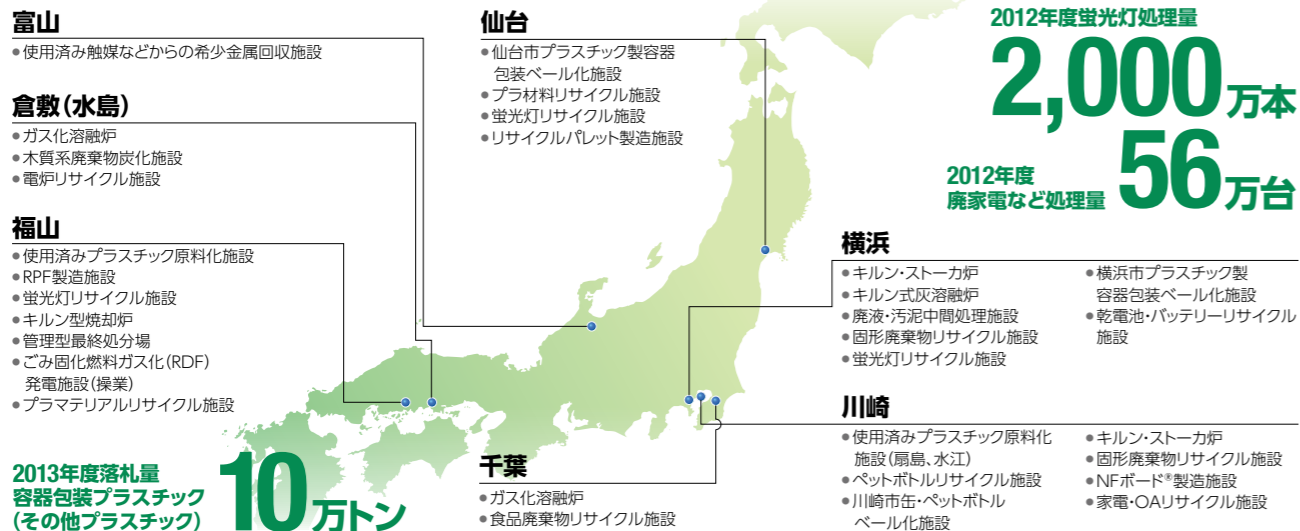 富山
●使用済み触媒などからの希少金属回収施設
倉敷(水島)
●ガス化溶融炉
●木質系廃棄物炭化施設
●電炉リサイクル施設
福山
●使用済みプラスチック原料化施設
●RPF製造施設
●蛍光灯リサイクル施設
●キルン型焼却炉
●管理型最終処分場
●ごみ固化燃料ガス化(RDF)
発電施設(操業)
●プラマテリアルリサイクル施設
2013年度落札量
容器包装プラスチック
(その他プラスチック)
10万トン
仙台
●仙台市プラスチック製容器
包装ベール化施設
●プラ材料リサイクル施設
●蛍光灯リサイクル施設
●リサイクルパレット製造施設
千葉
●ガス化溶融炉
●食品廃棄物リサイクル施設
2012年度蛍光灯処理量
2,000万本
2012年度
廃家電など処理量
56万台
横浜
●キルン・ストーカ炉
●キルン式灰溶融炉
●廃液・汚泥中間処理施設
●固形廃棄物リサイクル施設
●蛍光灯リサイクル施設
●横浜市プラスチック製
容器包装ベール化施設
●乾電池・バッテリーリサイクル
施設
川崎
●使用済みプラスチック原料化
施設(扇島、水江)
●ペットボトルリサイクル施設
●川崎市缶・ペットボトル
ベール化施設
●キルン・ストーカ炉
●固形廃棄物リサイクル施設
●NFボード®製造施設
●家電・OAリサイクル施設